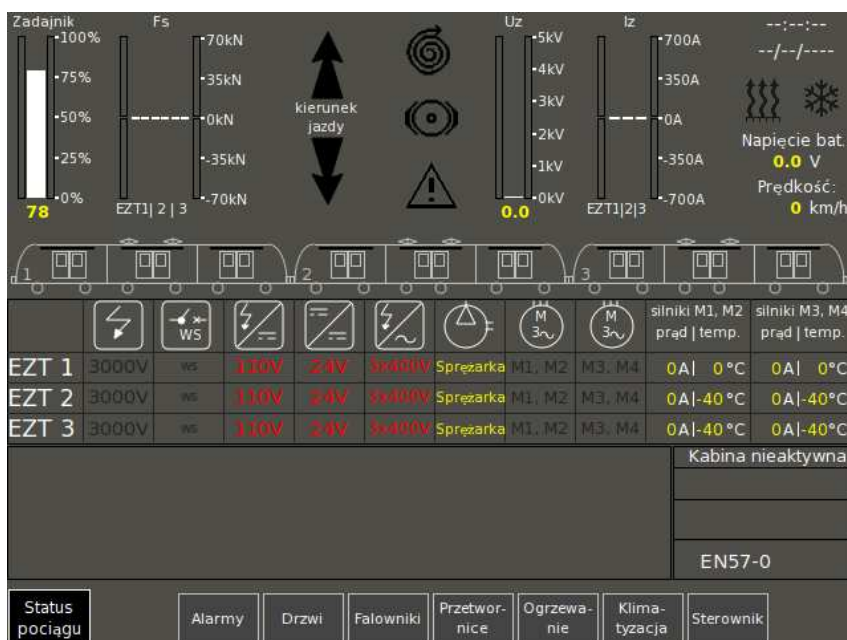 Zadajnik Fs Uz Iz --:--:--
100% 70kN 5kV 700A --/--/----
75% 35kN 4kV 350A
kierunek jazdy
3kV
50% 0kN 0A
2kV
Napięcie bat.
25% -35kN 1kV -350A 0.0 V
Prędkość:
0% -70kN 0kV -700A
78 EZT1| 2 | 3 0.0 EZT1|2|3 0 km/h
1 2 3
WS M 3~ M 3~ silniki M1, M2 prąd | temp. silniki M3, M4 prąd | temp.
EZT 1 3000V WS 110V 24V 3x400V Sprężarka M1, M2 M3, M4 0A| 0°C 0A| 0°C
EZT 2 3000V WS 110V 24V 3x400V Sprężarka M1, M2 M3, M4 0A|-40°C 0A|-40°C
EZT 3 3000V WS 110V 24V 3x400V Sprężarka M1, M2 M3, M4 0A|-40°C 0A|-40°C
Kabina nieaktywna
EN57-0
Status pociągu Alarmy Drzwi Falowniki Przetwor-nice Ogrzewa-nie Klima-tyzacja Sterownik